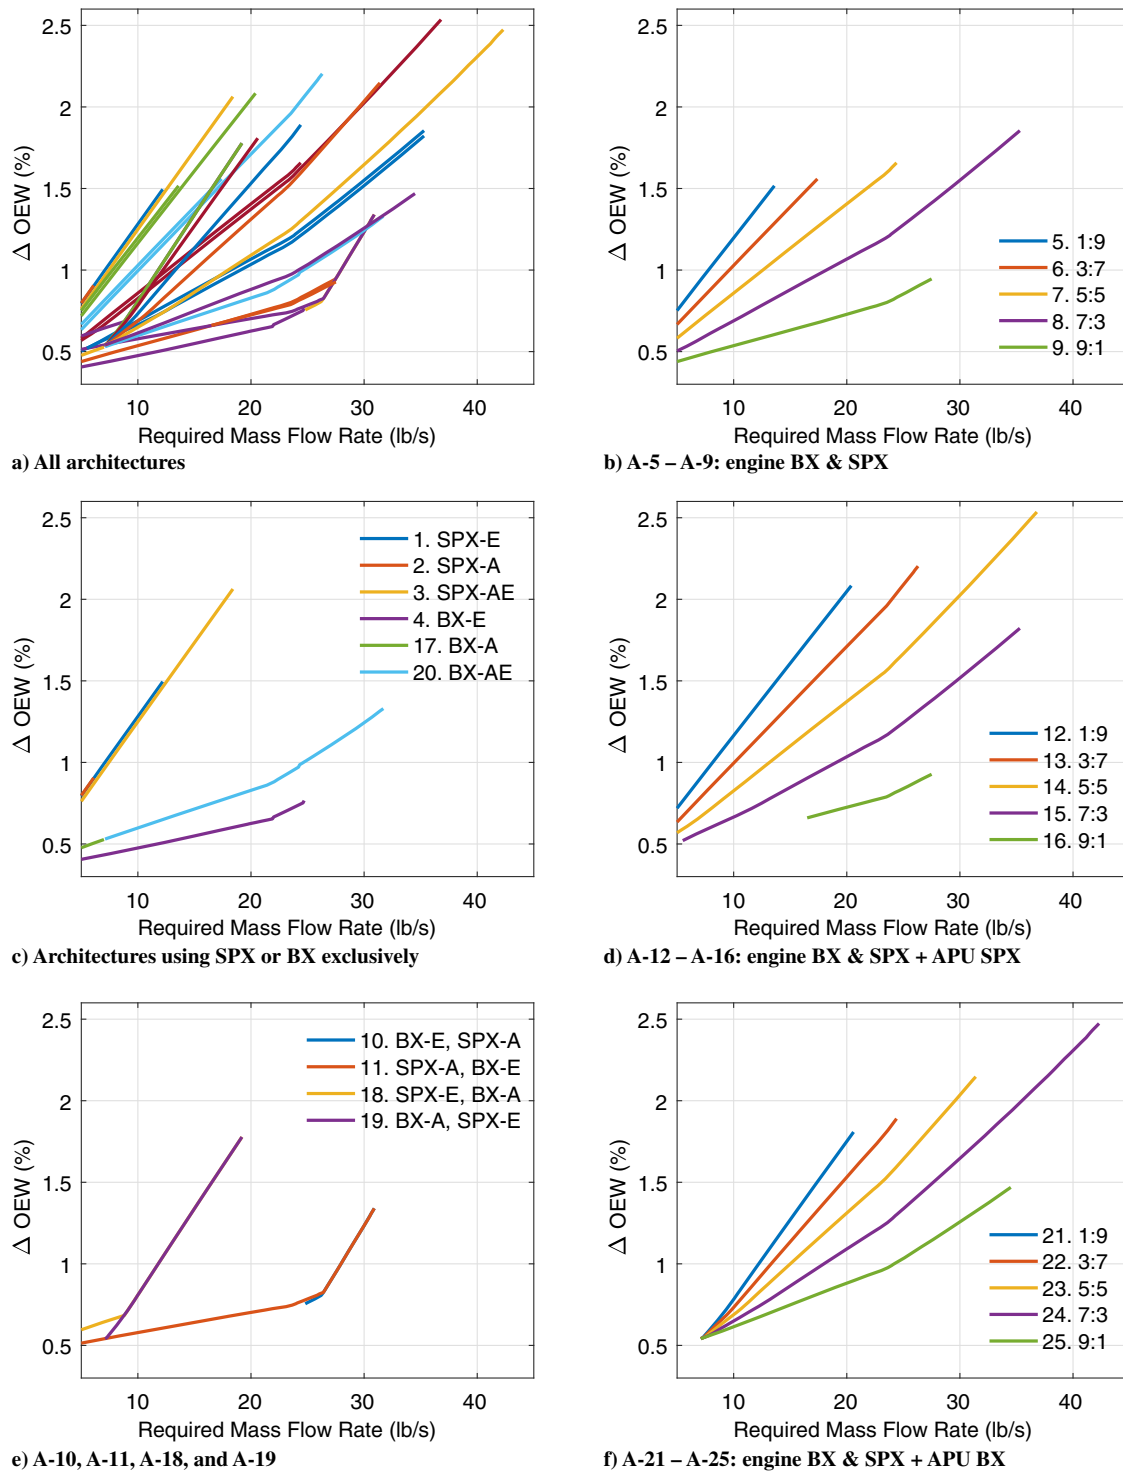 2.5
2
1.5
1
0.5
Δ OEW (%)
10 20 30 40
Required Mass Flow Rate (lb/s)
a) All architectures
2.5
2
1.5
1
0.5
Δ OEW (%)
5. 1:9
6. 3:7
7. 5:5
8. 7:3
9. 9:1
10 20 30 40
Required Mass Flow Rate (lb/s)
b) A-5 – A-9: engine BX & SPX
2.5
2
1.5
1
0.5
Δ OEW (%)
1. SPX-E
2. SPX-A
3. SPX-AE
4. BX-E
17. BX-A
20. BX-AE
10 20 30 40
Required Mass Flow Rate (lb/s)
c) Architectures using SPX or BX exclusively
2.5
2
1.5
1
0.5
Δ OEW (%)
12. 1:9
13. 3:7
14. 5:5
15. 7:3
16. 9:1
10 20 30 40
Required Mass Flow Rate (lb/s)
d) A-12 – A-16: engine BX & SPX + APU SPX
2.5
2
1.5
1
0.5
Δ OEW (%)
10. BX-E, SPX-A
11. SPX-A, BX-E
18. SPX-E, BX-A
19. BX-A, SPX-E
10 20 30 40
Required Mass Flow Rate (lb/s)
e) A-10, A-11, A-18, and A-19
2.5
2
1.5
1
0.5
Δ OEW (%)
21. 1:9
22. 3:7
23. 5:5
24. 7:3
25. 9:1
10 20 30 40
Required Mass Flow Rate (lb/s)
f) A-21 – A-25: engine BX & SPX + APU BX